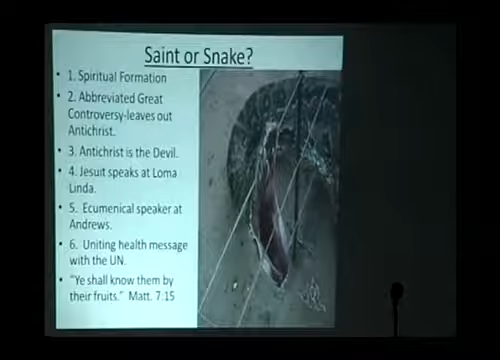 Saint or Snake?
• 1. Spiritual Formation
• 2. Abbreviated Great
Controversy-leaves out
Antichrist.
• 3. Antichrist is the Devil.
• 4. Jesuit speaks at Loma
Linda.
• 5. Ecumenical speaker at
Andrews.
• 6. Uniting health message
with the UN.
• "Ye shall know them by
their fruits." Matt. 7:15